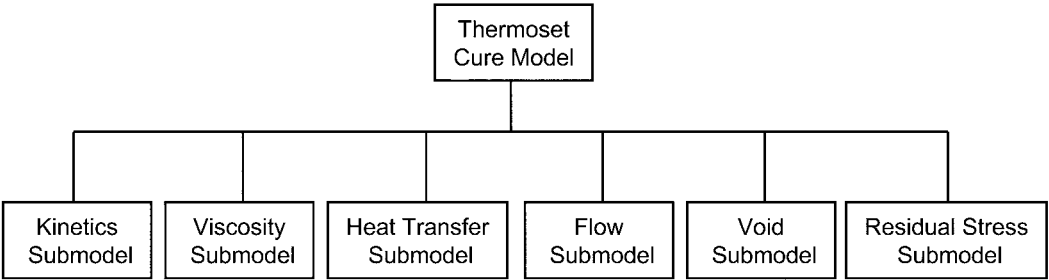 Thermoset
Cure Model
Kinetics
Submodel
Viscosity
Submodel
Heat Transfer
Submodel
Flow
Submodel
Void
Submodel
Residual Stress
Submodel